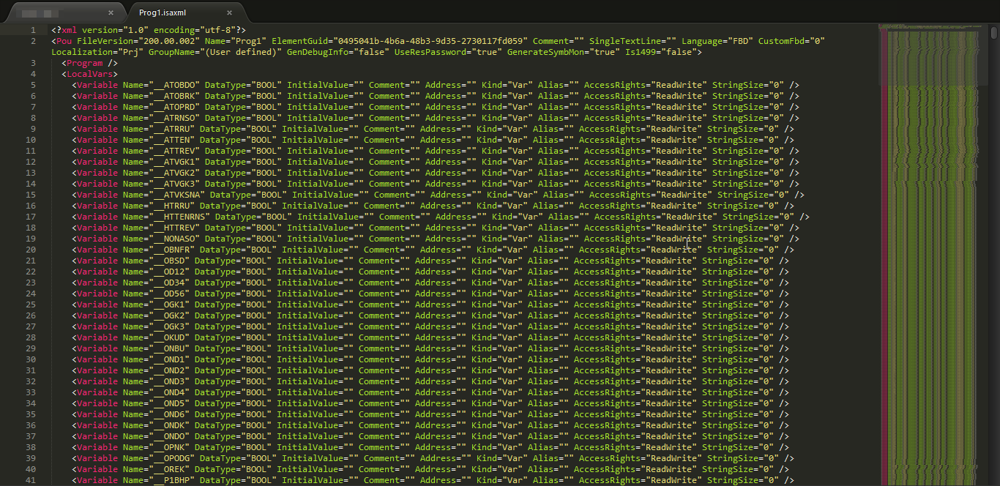 Prog1.isaxml
1 <?xml version="1.0" encoding="utf-8"?>
2 <Pou FileVersion="200.00.002" Name="Prog1" ElementGuid="0495041b-4b6a-48b3-9d35-2730117fd059" Comment="" SingleTextLine="" Language="FBD" CustomFbd="0"
Localization="Prj" GroupName="(User defined)" GenDebugInfo="false" UseResPassword="true" GenerateSymbMon="true" Is1499="false">
3 <Program />
4 <LocalVars>
5 <Variable Name="__ATOBDO" DataType="BOOL" InitialValue="" Comment="" Address="" Kind="Var" Alias="" AccessRights="ReadWrite" StringSize="0" />
6 <Variable Name="__ATOBRK" DataType="BOOL" InitialValue="" Comment="" Address="" Kind="Var" Alias="" AccessRights="ReadWrite" StringSize="0" />
7 <Variable Name="__ATOPRD" DataType="BOOL" InitialValue="" Comment="" Address="" Kind="Var" Alias="" AccessRights="ReadWrite" StringSize="0" />
8 <Variable Name="__ATRNSO" DataType="BOOL" InitialValue="" Comment="" Address="" Kind="Var" Alias="" AccessRights="ReadWrite" StringSize="0" />
9 <Variable Name="__ATRRU" DataType="BOOL" InitialValue="" Comment="" Address="" Kind="Var" Alias="" AccessRights="ReadWrite" StringSize="0" />
10 <Variable Name="__ATTEN" DataType="BOOL" InitialValue="" Comment="" Address="" Kind="Var" Alias="" AccessRights="ReadWrite" StringSize="0" />
11 <Variable Name="__ATTREV" DataType="BOOL" InitialValue="" Comment="" Address="" Kind="Var" Alias="" AccessRights="ReadWrite" StringSize="0" />
12 <Variable Name="__ATVGK1" DataType="BOOL" InitialValue="" Comment="" Address="" Kind="Var" Alias="" AccessRights="ReadWrite" StringSize="0" />
13 <Variable Name="__ATVGK2" DataType="BOOL" InitialValue="" Comment="" Address="" Kind="Var" Alias="" AccessRights="ReadWrite" StringSize="0" />
14 <Variable Name="__ATVGK3" DataType="BOOL" InitialValue="" Comment="" Address="" Kind="Var" Alias="" AccessRights="ReadWrite" StringSize="0" />
15 <Variable Name="__ATVKSNA" DataType="BOOL" InitialValue="" Comment="" Address="" Kind="Var" Alias="" AccessRights="ReadWrite" StringSize="0" />
16 <Variable Name="__HTRRU" DataType="BOOL" InitialValue="" Comment="" Address="" Kind="Var" Alias="" AccessRights="ReadWrite" StringSize="0" />
17 <Variable Name="__HTTENRNS" DataType="BOOL" InitialValue="" Comment="" Address="" Kind="Var" Alias="" AccessRights="ReadWrite" StringSize="0" />
18 <Variable Name="__HTTREV" DataType="BOOL" InitialValue="" Comment="" Address="" Kind="Var" Alias="" AccessRights="ReadWrite" StringSize="0" />
19 <Variable Name="__NONASO" DataType="BOOL" InitialValue="" Comment="" Address="" Kind="Var" Alias="" AccessRights="ReadWrite" StringSize="0" />
20 <Variable Name="__OBNFR" DataType="BOOL" InitialValue="" Comment="" Address="" Kind="Var" Alias="" AccessRights="ReadWrite" StringSize="0" />
21 <Variable Name="__OBSD" DataType="BOOL" InitialValue="" Comment="" Address="" Kind="Var" Alias="" AccessRights="ReadWrite" StringSize="0" />
22 <Variable Name="__OD12" DataType="BOOL" InitialValue="" Comment="" Address="" Kind="Var" Alias="" AccessRights="ReadWrite" StringSize="0" />
23 <Variable Name="__OD34" DataType="BOOL" InitialValue="" Comment="" Address="" Kind="Var" Alias="" AccessRights="ReadWrite" StringSize="0" />
24 <Variable Name="__OD56" DataType="BOOL" InitialValue="" Comment="" Address="" Kind="Var" Alias="" AccessRights="ReadWrite" StringSize="0" />
25 <Variable Name="__OGK1" DataType="BOOL" InitialValue="" Comment="" Address="" Kind="Var" Alias="" AccessRights="ReadWrite" StringSize="0" />
26 <Variable Name="__OGK2" DataType="BOOL" InitialValue="" Comment="" Address="" Kind="Var" Alias="" AccessRights="ReadWrite" StringSize="0" />
27 <Variable Name="__OGK3" DataType="BOOL" InitialValue="" Comment="" Address="" Kind="Var" Alias="" AccessRights="ReadWrite" StringSize="0" />
28 <Variable Name="__OKUD" DataType="BOOL" InitialValue="" Comment="" Address="" Kind="Var" Alias="" AccessRights="ReadWrite" StringSize="0" />
29 <Variable Name="__ONBU" DataType="BOOL" InitialValue="" Comment="" Address="" Kind="Var" Alias="" AccessRights="ReadWrite" StringSize="0" />
30 <Variable Name="__OND1" DataType="BOOL" InitialValue="" Comment="" Address="" Kind="Var" Alias="" AccessRights="ReadWrite" StringSize="0" />
31 <Variable Name="__OND2" DataType="BOOL" InitialValue="" Comment="" Address="" Kind="Var" Alias="" AccessRights="ReadWrite" StringSize="0" />
32 <Variable Name="__OND3" DataType="BOOL" InitialValue="" Comment="" Address="" Kind="Var" Alias="" AccessRights="ReadWrite" StringSize="0" />
33 <Variable Name="__OND4" DataType="BOOL" InitialValue="" Comment="" Address="" Kind="Var" Alias="" AccessRights="ReadWrite" StringSize="0" />
34 <Variable Name="__OND5" DataType="BOOL" InitialValue="" Comment="" Address="" Kind="Var" Alias="" AccessRights="ReadWrite" StringSize="0" />
35 <Variable Name="__OND6" DataType="BOOL" InitialValue="" Comment="" Address="" Kind="Var" Alias="" AccessRights="ReadWrite" StringSize="0" />
36 <Variable Name="__ONDK" DataType="BOOL" InitialValue="" Comment="" Address="" Kind="Var" Alias="" AccessRights="ReadWrite" StringSize="0" />
37 <Variable Name="__ONDO" DataType="BOOL" InitialValue="" Comment="" Address="" Kind="Var" Alias="" AccessRights="ReadWrite" StringSize="0" />
38 <Variable Name="__OPNK" DataType="BOOL" InitialValue="" Comment="" Address="" Kind="Var" Alias="" AccessRights="ReadWrite" StringSize="0" />
39 <Variable Name="__OPODG" DataType="BOOL" InitialValue="" Comment="" Address="" Kind="Var" Alias="" AccessRights="ReadWrite" StringSize="0" />
40 <Variable Name="__OREK" DataType="BOOL" InitialValue="" Comment="" Address="" Kind="Var" Alias="" AccessRights="ReadWrite" StringSize="0" />
41 <Variable Name="__P1BHP" DataType="BOOL" InitialValue="" Comment="" Address="" Kind="Var" Alias="" AccessRights="ReadWrite" StringSize="0" />